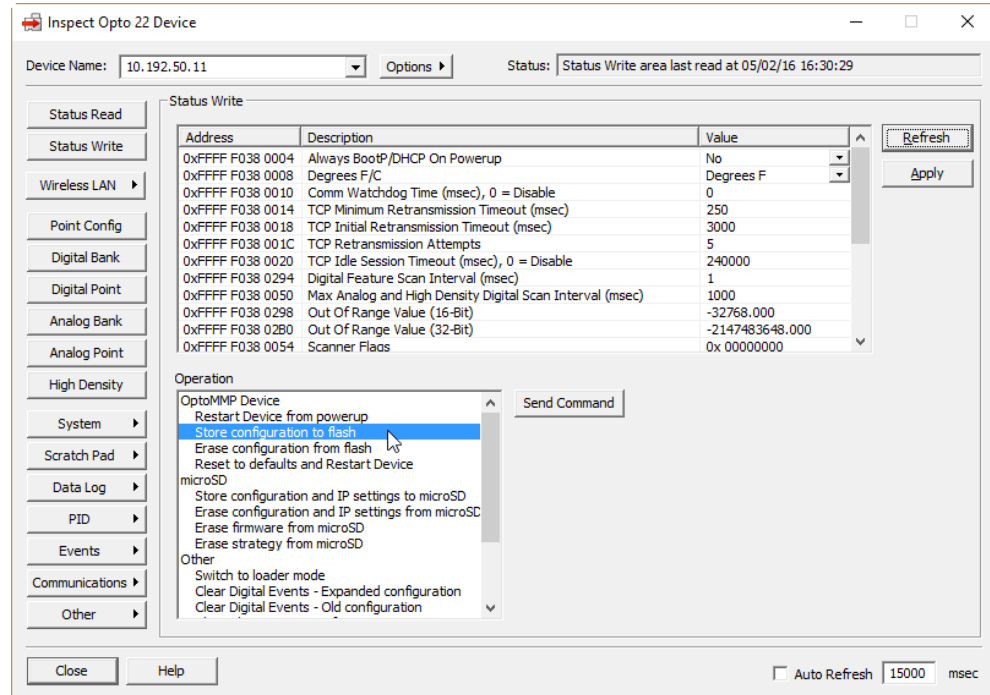 Inspect Opto 22 Device
Device Name: 10.192.50.11 Options Status: Status Write area last read at 05/02/16 16:30:29
Status Read
Status Write
Wireless LAN
Point Config
Digital Bank
Digital Point
Analog Bank
Analog Point
High Density
System
Scratch Pad
Data Log
PID
Events
Communications
Other
Status Write
Address Description Value
0xFFFF F038 0004 Always BootP/DHCP On Powerup No
0xFFFF F038 0008 Degrees F/C Degrees F
0xFFFF F038 0010 Comm Watchdog Time (msec), 0 = Disable 0
0xFFFF F038 0014 TCP Minimum Retransmission Timeout (msec) 250
0xFFFF F038 0018 TCP Initial Retransmission Timeout (msec) 3000
0xFFFF F038 001C TCP Retransmission Attempts 5
0xFFFF F038 0020 TCP Idle Session Timeout (msec), 0 = Disable 240000
0xFFFF F038 0294 Digital Feature Scan Interval (msec) 1
0xFFFF F038 0050 Max Analog and High Density Digital Scan Interval (msec) 1000
0xFFFF F038 0298 Out Of Range Value (16-Bit) -32768.000
0xFFFF F038 02B0 Out Of Range Value (32-Bit) -2147483648.000
0xFFFF F038 0054 Scanner Flags 0x 00000000
Refresh
Apply
Operation
OptoMMP Device
Restart Device from powerup
Store configuration to flash
Erase configuration from flash
Reset to defaults and Restart Device
microSD
Store configuration and IP settings to microSD
Erase configuration and IP settings from microSD
Erase firmware from microSD
Erase strategy from microSD
Other
Switch to loader mode
Clear Digital Events - Expanded configuration
Clear Digital Events - Old configuration
Send Command
Close Help Auto Refresh 15000 msec